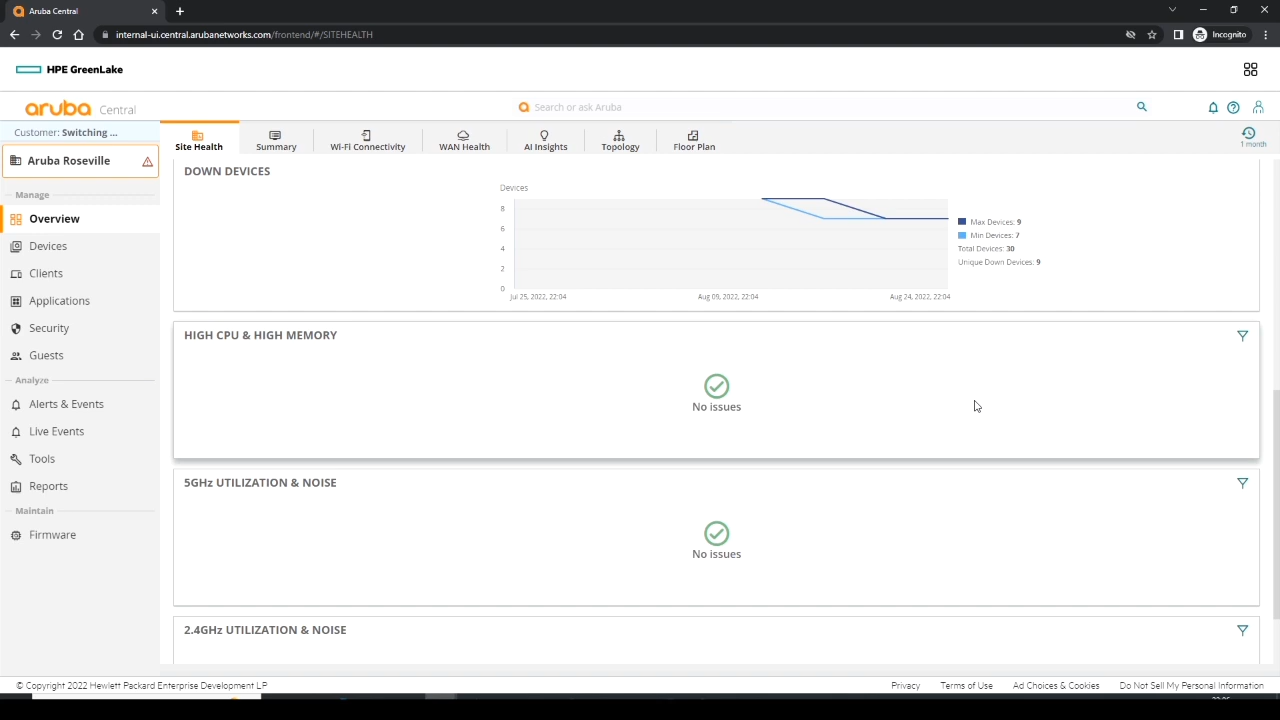 Aruba Central
internal-ui.central.arubanetworks.com/frontend/#/SITEHEALTH
Incognito
HPE GreenLake
aruba Central
Search or ask Aruba
Customer: Switching ...
Aruba Roseville
Site Health
Summary
Wi-Fi Connectivity
WAN Health
AI Insights
Topology
Floor Plan
1 month
Manage
Overview
Devices
Clients
Applications
Security
Guests
Analyze
Alerts & Events
Live Events
Tools
Reports
Maintain
Firmware
DOWN DEVICES
Devices
8
6
4
2
0
Jul 25, 2022, 22:04
Aug 09, 2022, 22:04
Aug 24, 2022, 22:04
Max Devices: 9
Min Devices: 7
Total Devices: 30
Unique Down Devices: 9
HIGH CPU & HIGH MEMORY
No issues
5GHz UTILIZATION & NOISE
No issues
2.4GHz UTILIZATION & NOISE
© Copyright 2022 Hewlett Packard Enterprise Development LP
Privacy
Terms of Use
Ad Choices & Cookies
Do Not Sell My Personal Information